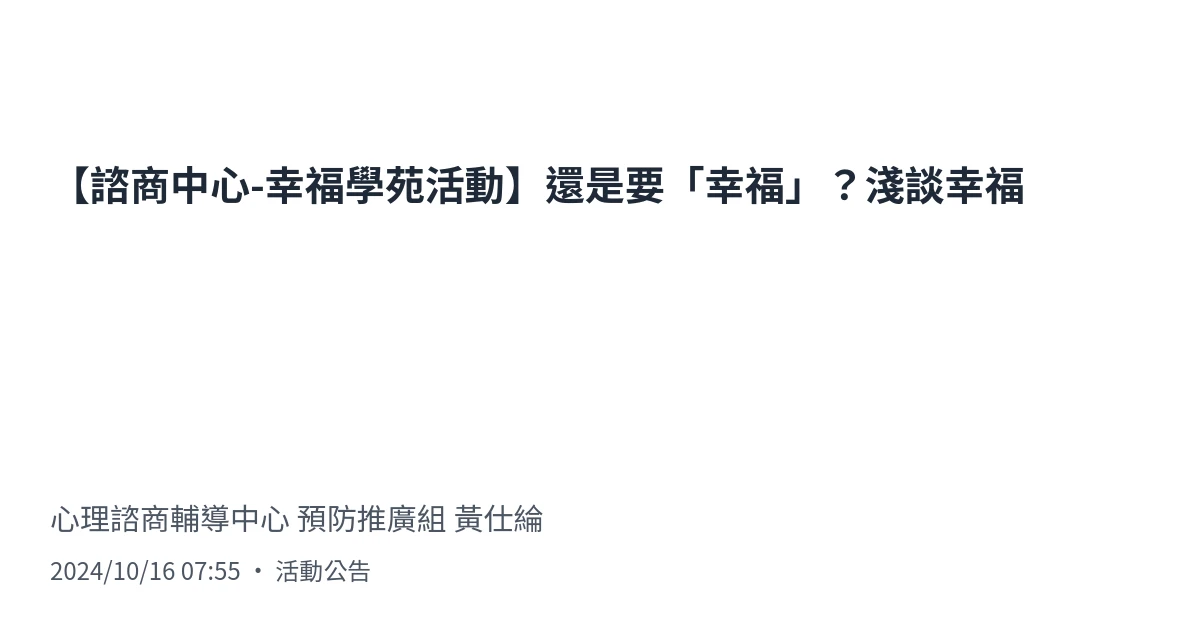 【諮商中心-幸福學苑活動】還是要「幸福」？淺談幸福
心理諮商輔導中心 預防推廣組 黃仕綸
2024/10/16 07:55 • 活動公告